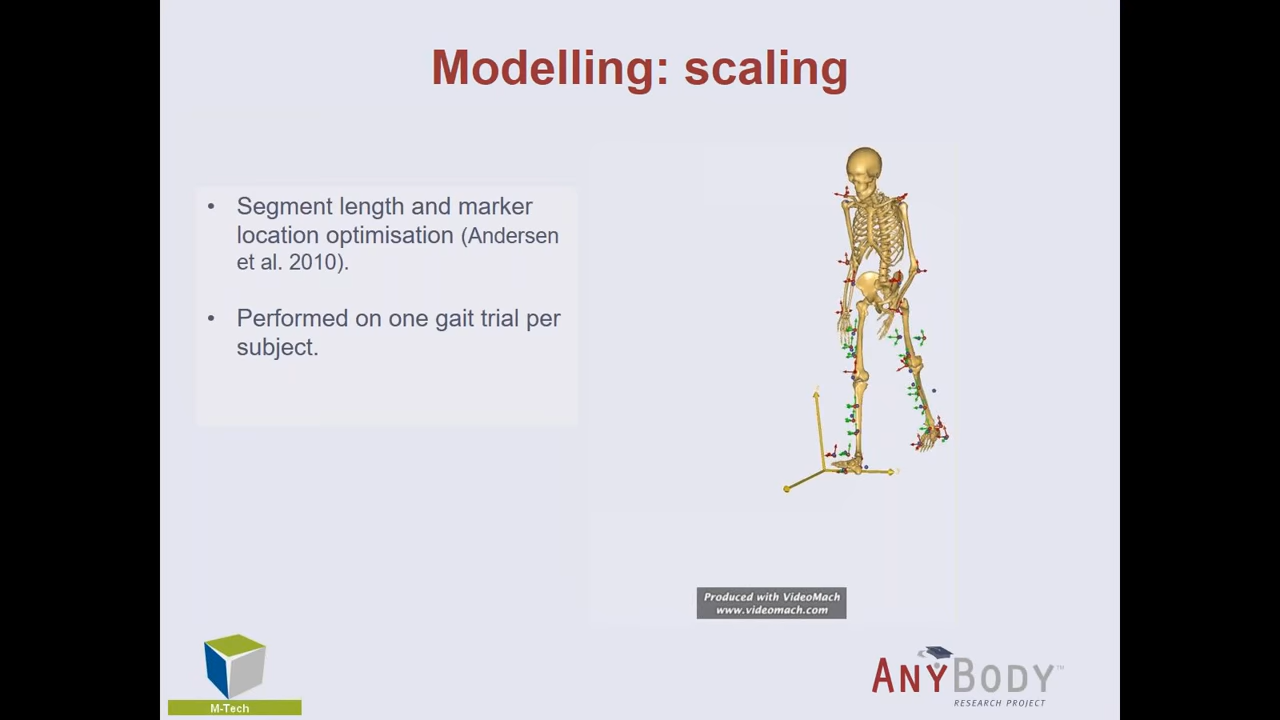 Modelling: scaling
• Segment length and marker
location optimisation (Andersen
et al. 2010).
• Performed on one gait trial per
subject.
Produced with VideoMach
www.videomach.com
M-Tech
ANYBODY™
RESEARCH PROJECT